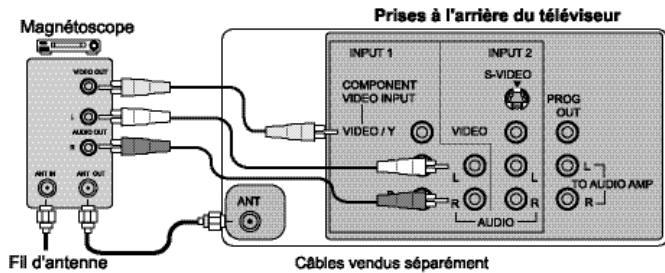 Prises à l'arrière du téléviseur
Magnétoscope
INPUT 1
INPUT 2
VIDEO OUT
S-VIDEO
COMPONENT
VIDEO INPUT
PROG
OUT
L
VIDEO / Y
VIDEO
AUDIO OUT
R
L
L
L
TO AUDIO AMP
ANT IN
ANT OUT
ANT
R
R
R
AUDIO
Fil d'antenne
Câbles vendus séparément